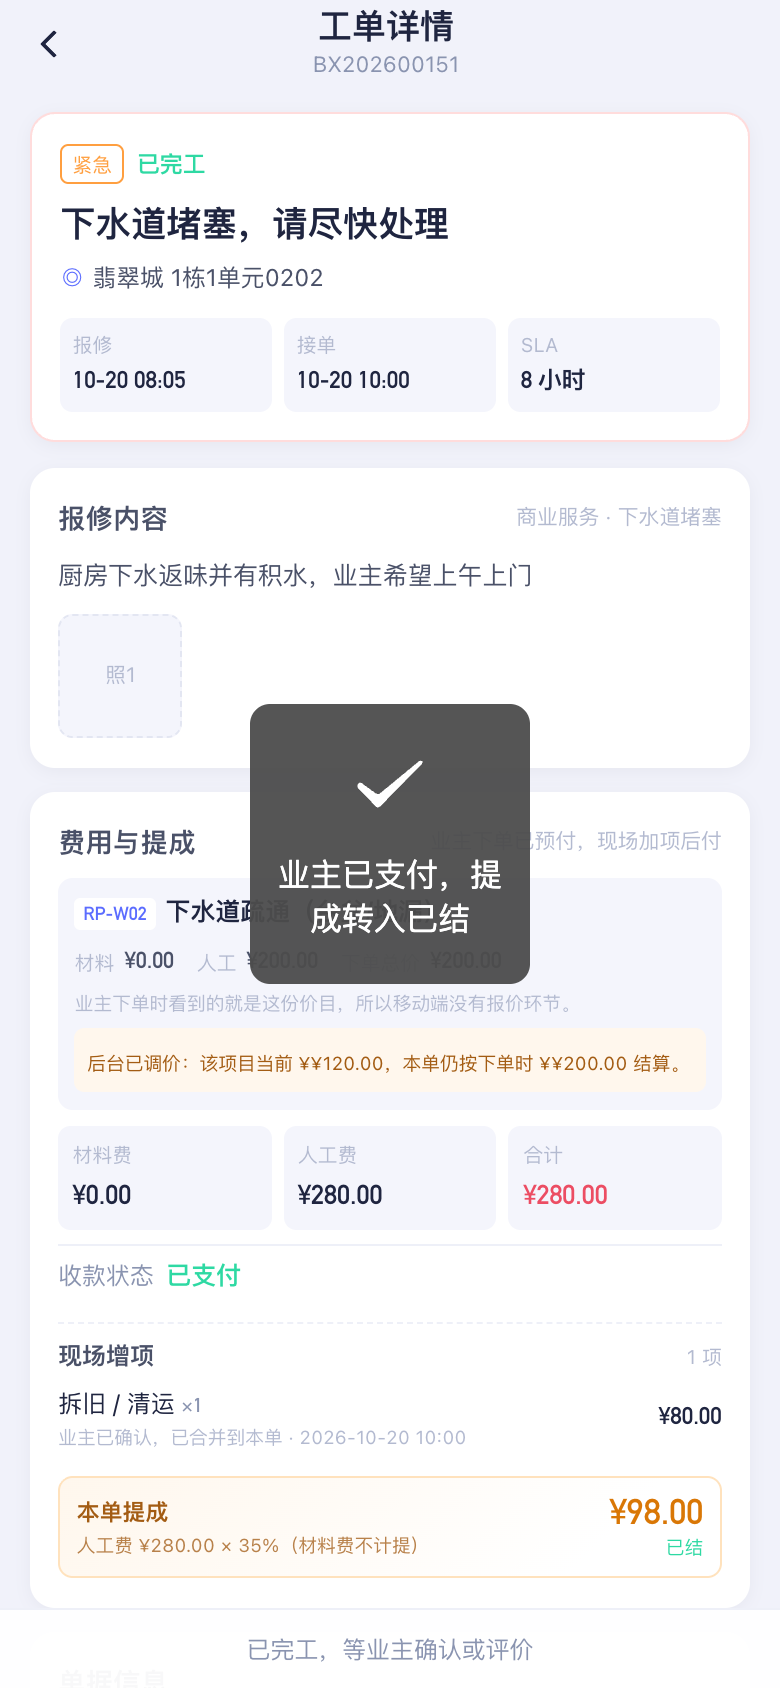 工单详情
BX202600151
紧急 已完工
下水道堵塞，请尽快处理
翡翠城 1栋1单元0202
报修 接单 SLA
10-20 08:05 10-20 10:00 8 小时
报修内容 商业服务 · 下水道堵塞
厨房下水返味并有积水，业主希望上午上门
照1
费用与提成 业主下单已预付，现场加项后付
业主已支付，提
成转入已结
RP-W02 下水道疏通
材料 ¥0.00 人工 ¥200.00 ¥200.00
业主下单时看到的就是这份价目，所以移动端没有报价环节。
后台已调价：该项目当前 ¥¥120.00，本单仍按下单时 ¥¥200.00 结算。
材料费 人工费 合计
¥0.00 ¥280.00 ¥280.00
收款状态 已支付
现场增项 1 项
拆旧 / 清运 ×1 ¥80.00
业主已确认，已合并到本单 · 2026-10-20 10:00
本单提成 ¥98.00
人工费 ¥280.00 × 35%（材料费不计提） 已结
已完工，等业主确认或评价
单据信息